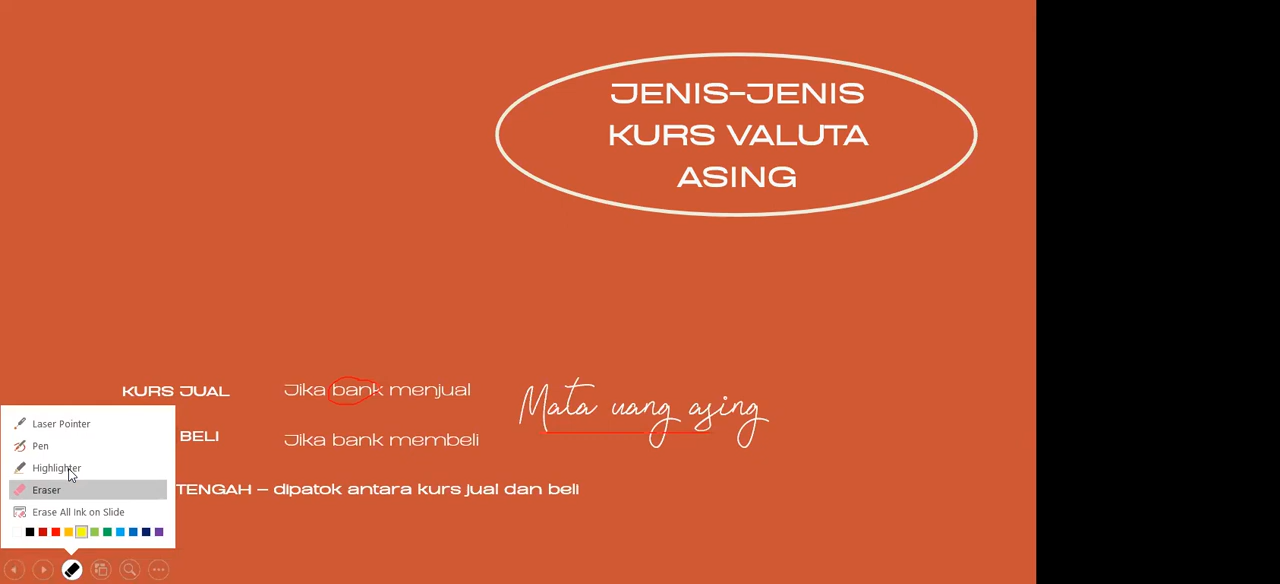 JENIS-JENIS
KURS VALUTA
ASING
KURS JUAL
Jika bank menjual
Mata uang asing
BELI
Jika bank membeli
TENGAH – dipatok antara kurs jual dan beli
Laser Pointer
Pen
Highlighter
Eraser
Erase All Ink on Slide